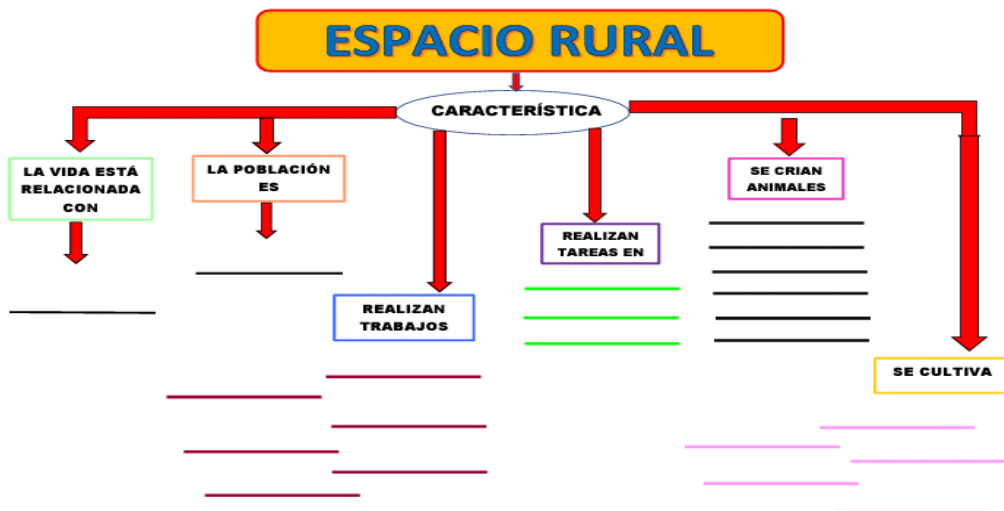 ESPACIO RURAL
CARACTERÍSTICA
LA VIDA ESTÁ
RELACIONADA
CON
LA POBLACIÓN
ES
REALIZAN
TRABAJOS
REALIZAN
TAREAS EN
SE CRIAN
ANIMALES
SE CULTIVA